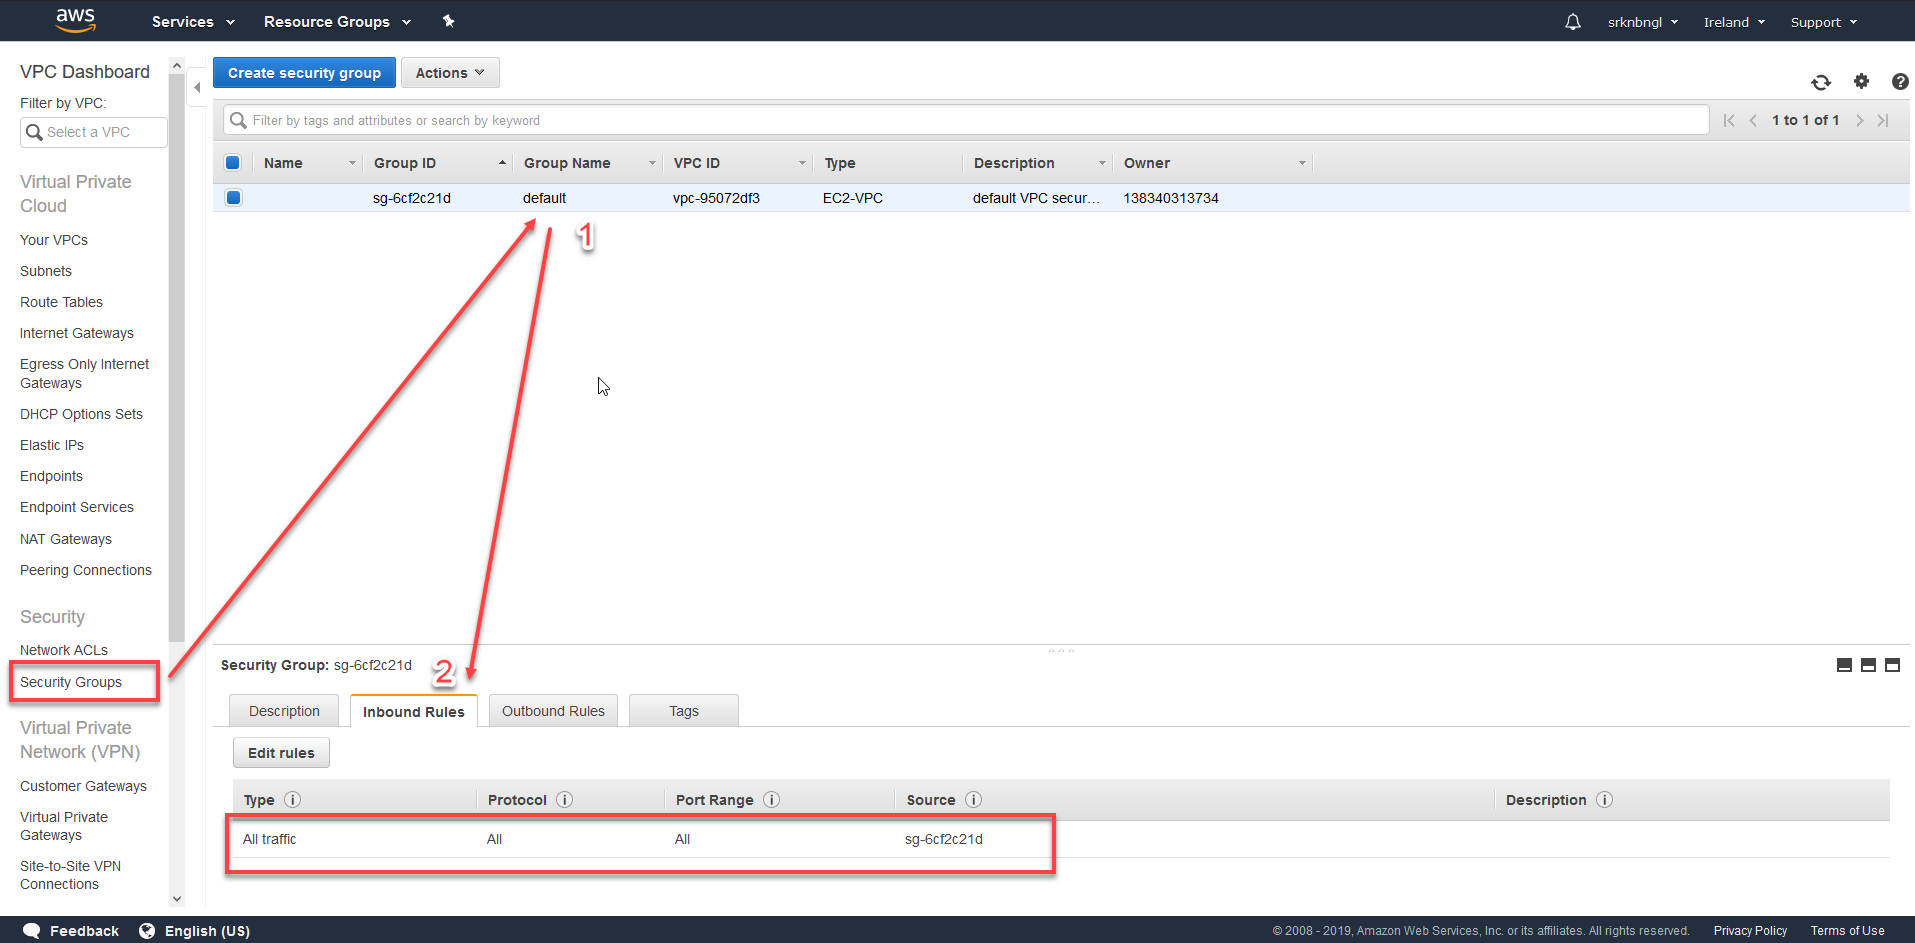 aws Services Resource Groups srknbngl Ireland Support
VPC Dashboard
Filter by VPC:
Select a VPC
Virtual Private
Cloud
Your VPCs
Subnets
Route Tables
Internet Gateways
Egress Only Internet
Gateways
DHCP Options Sets
Elastic IPs
Endpoints
Endpoint Services
NAT Gateways
Peering Connections
Security
Network ACLs
Security Groups
Virtual Private
Network (VPN)
Customer Gateways
Virtual Private
Gateways
Site-to-Site VPN
Connections
Create security group Actions
Filter by tags and attributes or search by keyword 1 to 1 of 1
Name Group ID Group Name VPC ID Type Description Owner
sg-6cf2c21d default vpc-95072df3 EC2-VPC default VPC secur... 138340313734
1
Security Group: sg-6cf2c21d
2
Description Inbound Rules Outbound Rules Tags
Edit rules
Type Protocol Port Range Source Description
All traffic All All sg-6cf2c21d
Feedback English (US) © 2008 - 2019, Amazon Web Services, Inc. or its affiliates. All rights reserved. Privacy Policy Terms of Use